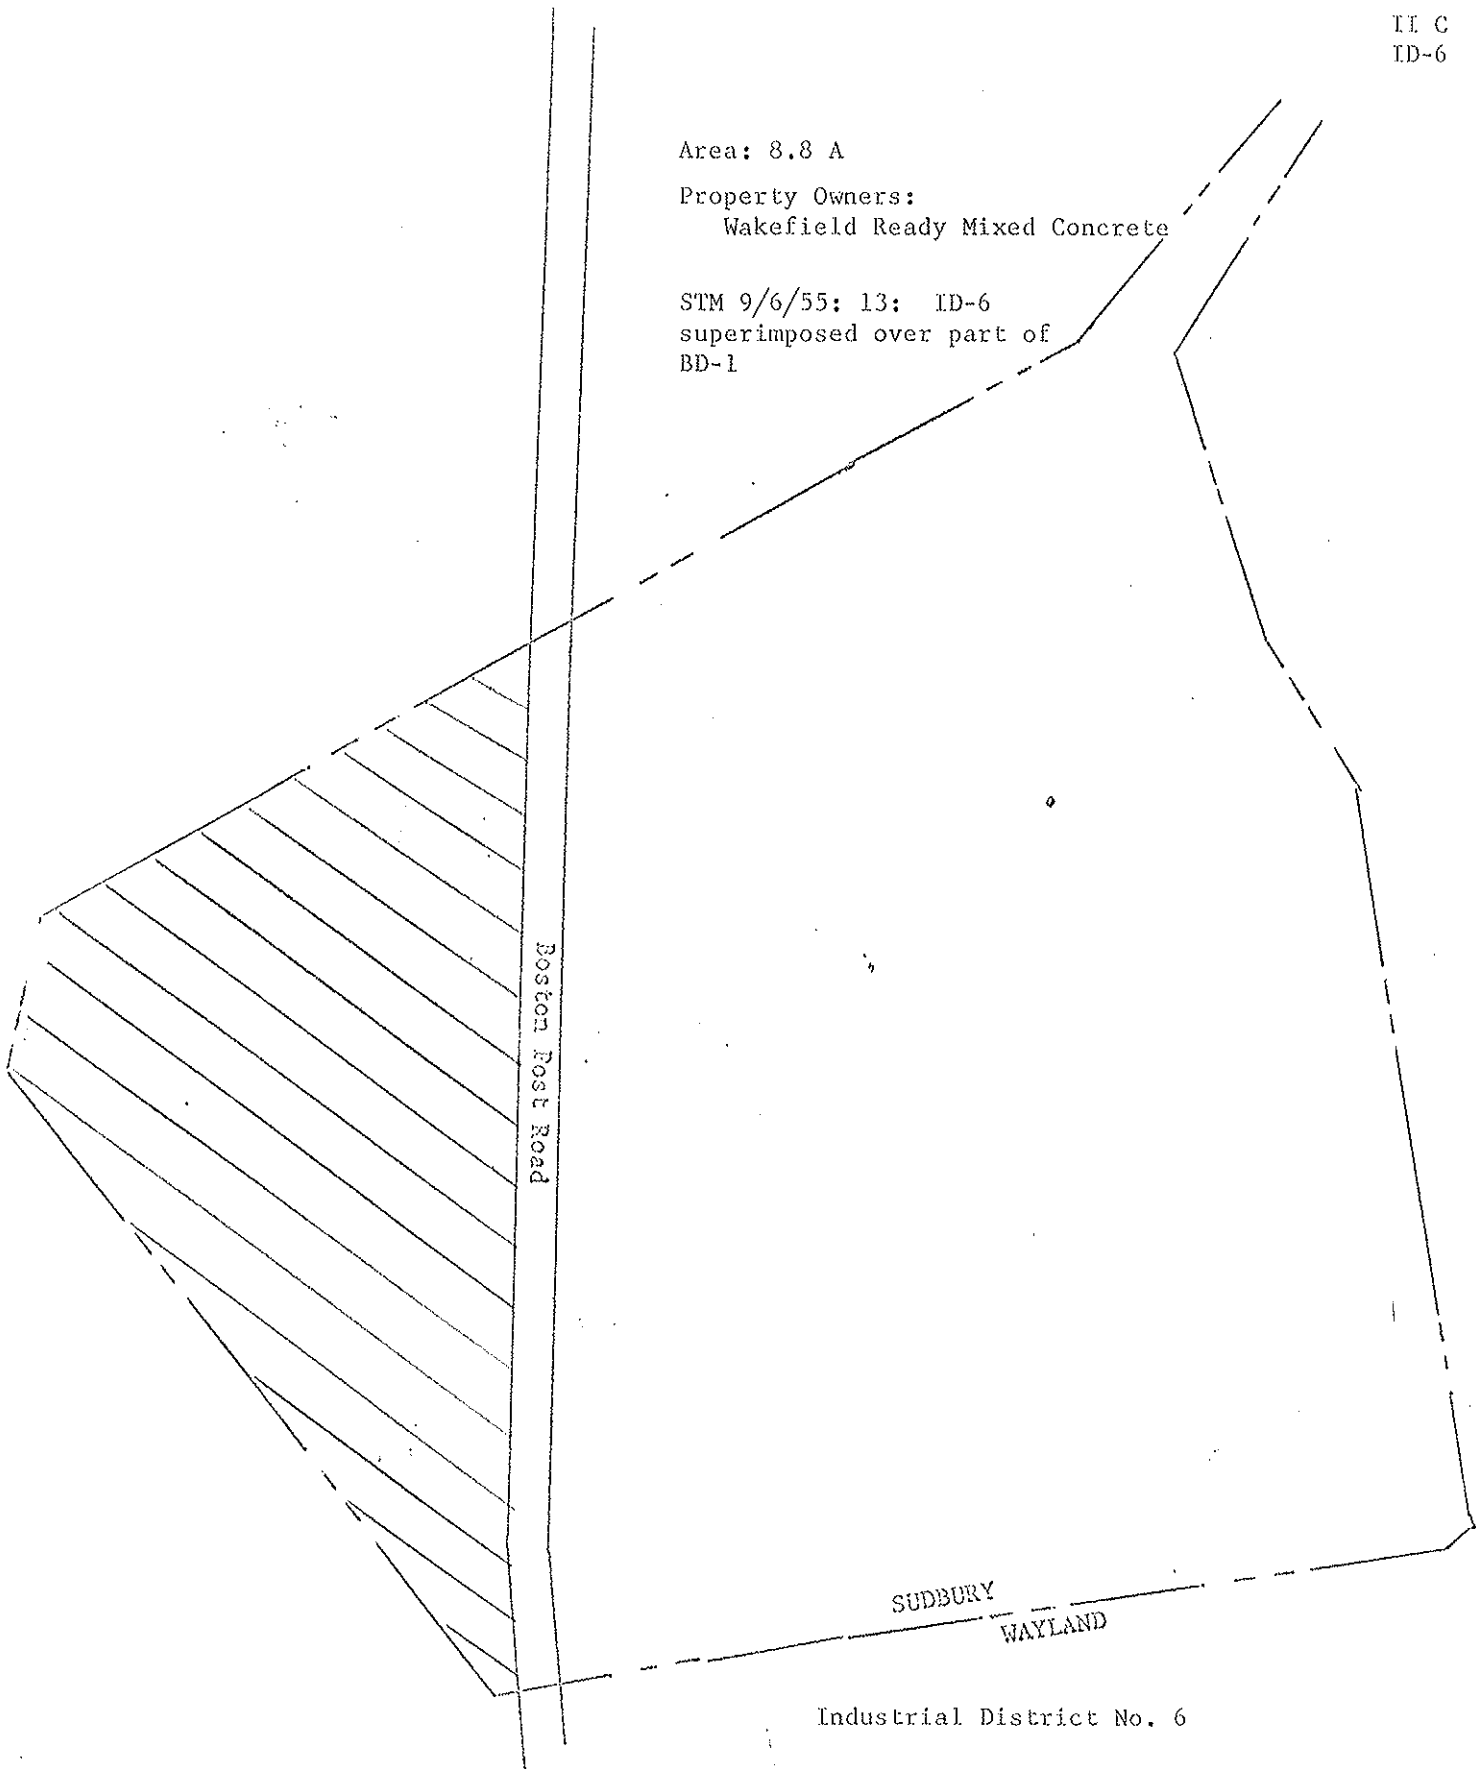 II C
ID-6
Area: 8.8 A
Property Owners:
Wakefield Ready Mixed Concrete
STM 9/6/55: 13: ID-6
superimposed over part of
BD-1
Boston Post Road
SUDBURY
WAYLAND
Industrial District No. 6